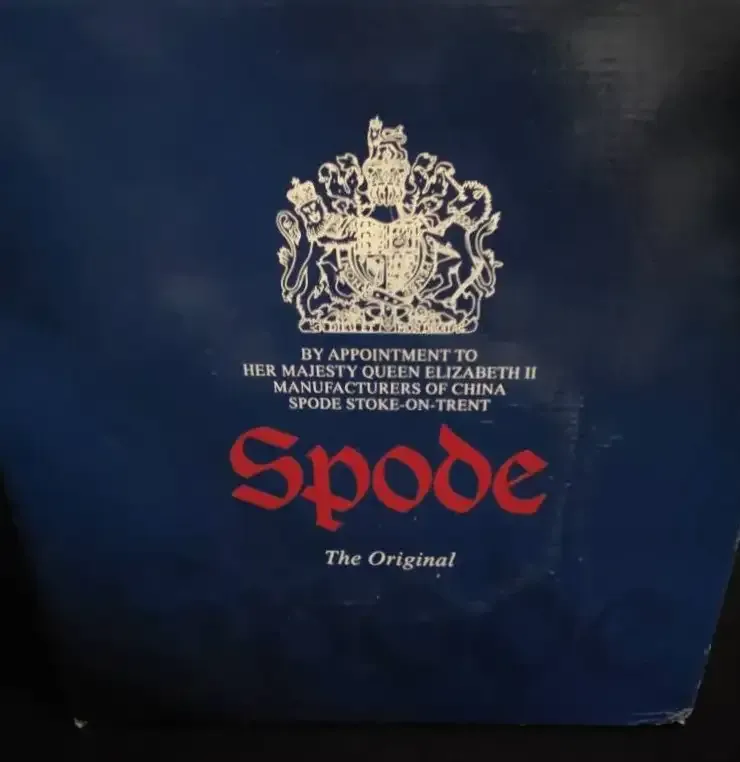 BY APPOINTMENT TO
HER MAJESTY QUEEN ELIZABETH II
MANUFACTURERS OF CHINA
SPODE STOKE-ON-TRENT
Spode
The Original